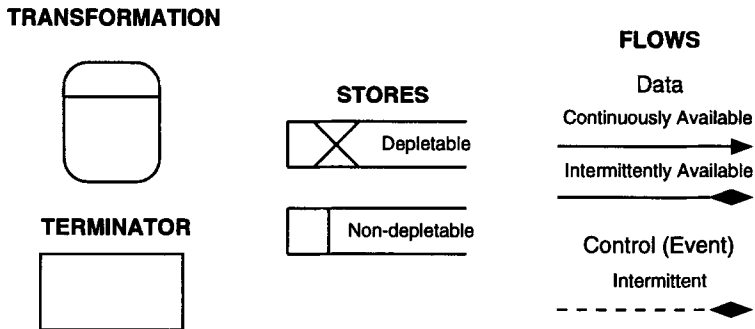 TRANSFORMATION
TERMINATOR
STORES
Depletable
Non-depletable
FLOWS
Data
Continuously Available
Intermittently Available
Control (Event)
Intermittent